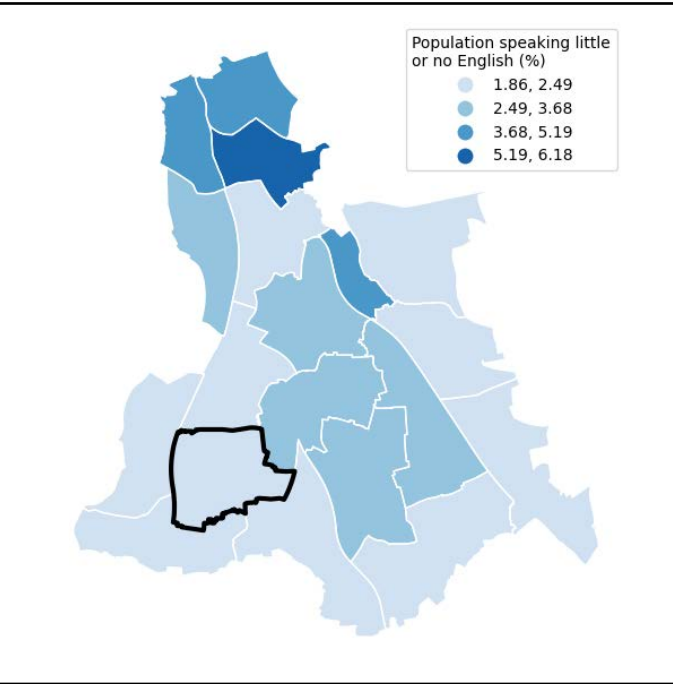 Population speaking little
or no English (%)
1.86, 2.49
2.49, 3.68
3.68, 5.19
5.19, 6.18